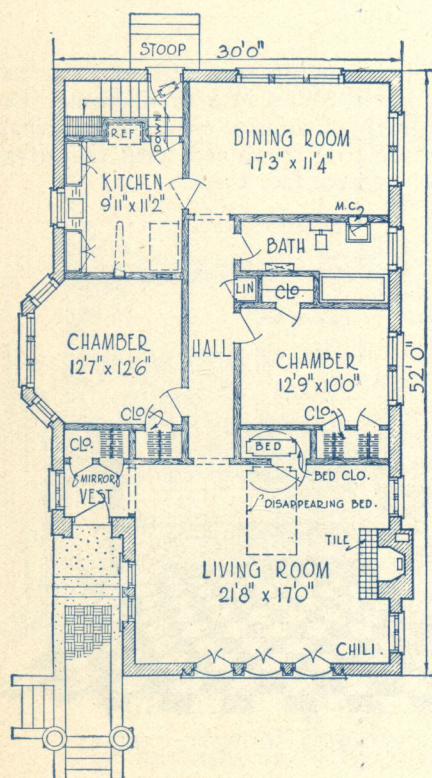 STOOP
30'0"
REF
DOWN
DINING ROOM
17'3" x 11'4"
KITCHEN
9'11" x 11'2"
M.C.
BATH
LIN
CLO.
CHAMBER
12'7" x 12'6"
HALL
CHAMBER
12'9" x 10'0"
52'0"
CLO.
CLO.
CLO.
BED
BED CLO.
MIRROR
VEST
DISAPPEARING BED.
TILE
LIVING ROOM
21'8" x 17'0"
CHILI.